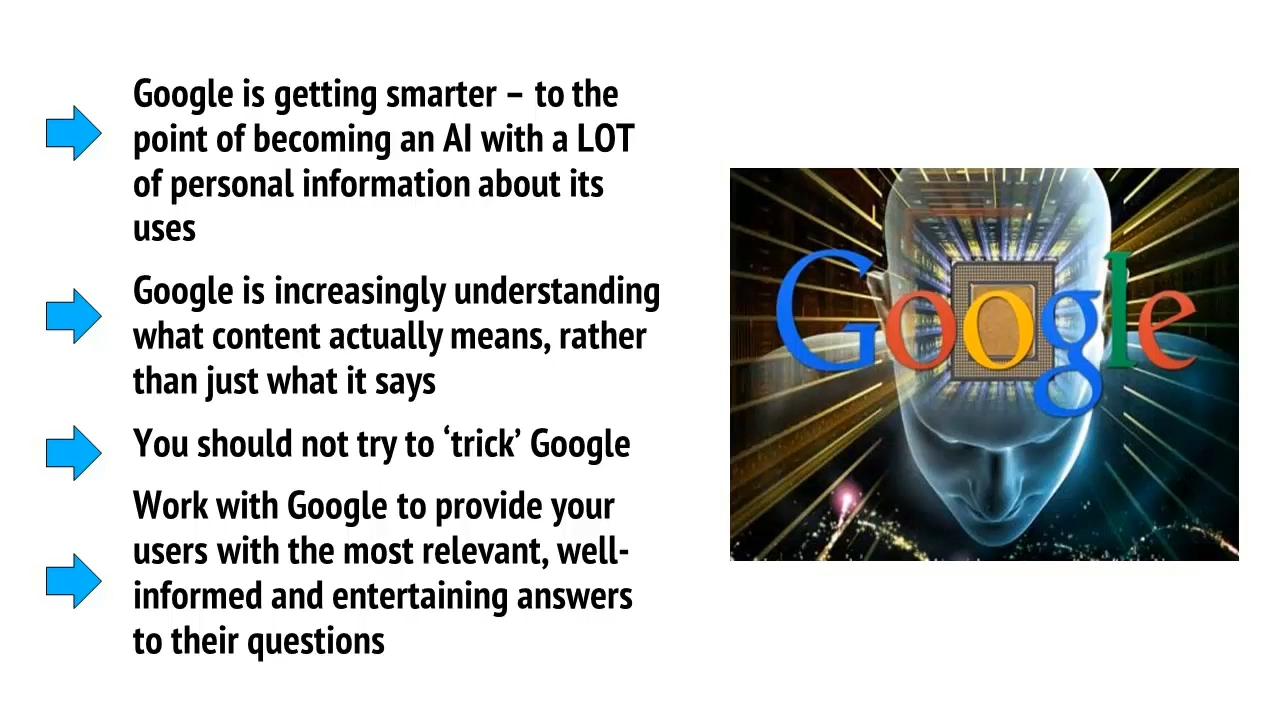 Google is getting smarter – to the
point of becoming an AI with a LOT
of personal information about its
uses
Google is increasingly understanding
what content actually means, rather
than just what it says
You should not try to ‘trick’ Google
Work with Google to provide your
users with the most relevant, well-
informed and entertaining answers
to their questions
Google